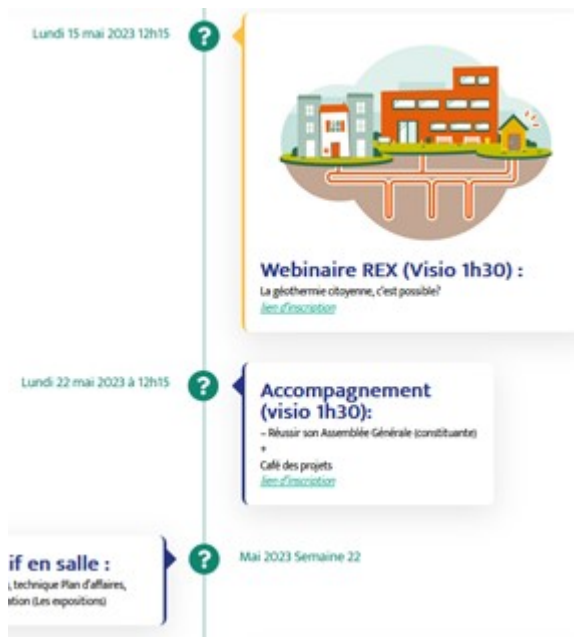 Lundi 15 mai 2023 12h15
Webinaire REX (Visio 1h30) :
La géothermie citoyenne, c'est possible?
lien d'inscription
Lundi 22 mai 2023 à 12h15
Accompagnement
(visio 1h30):
– Réussir son Assemblée Générale (constituante)
+
Café des projets
lien d'inscription
Mai 2023 Semaine 22
if en salle :
, technique Plan d'affaires,
ation (Les expositions)